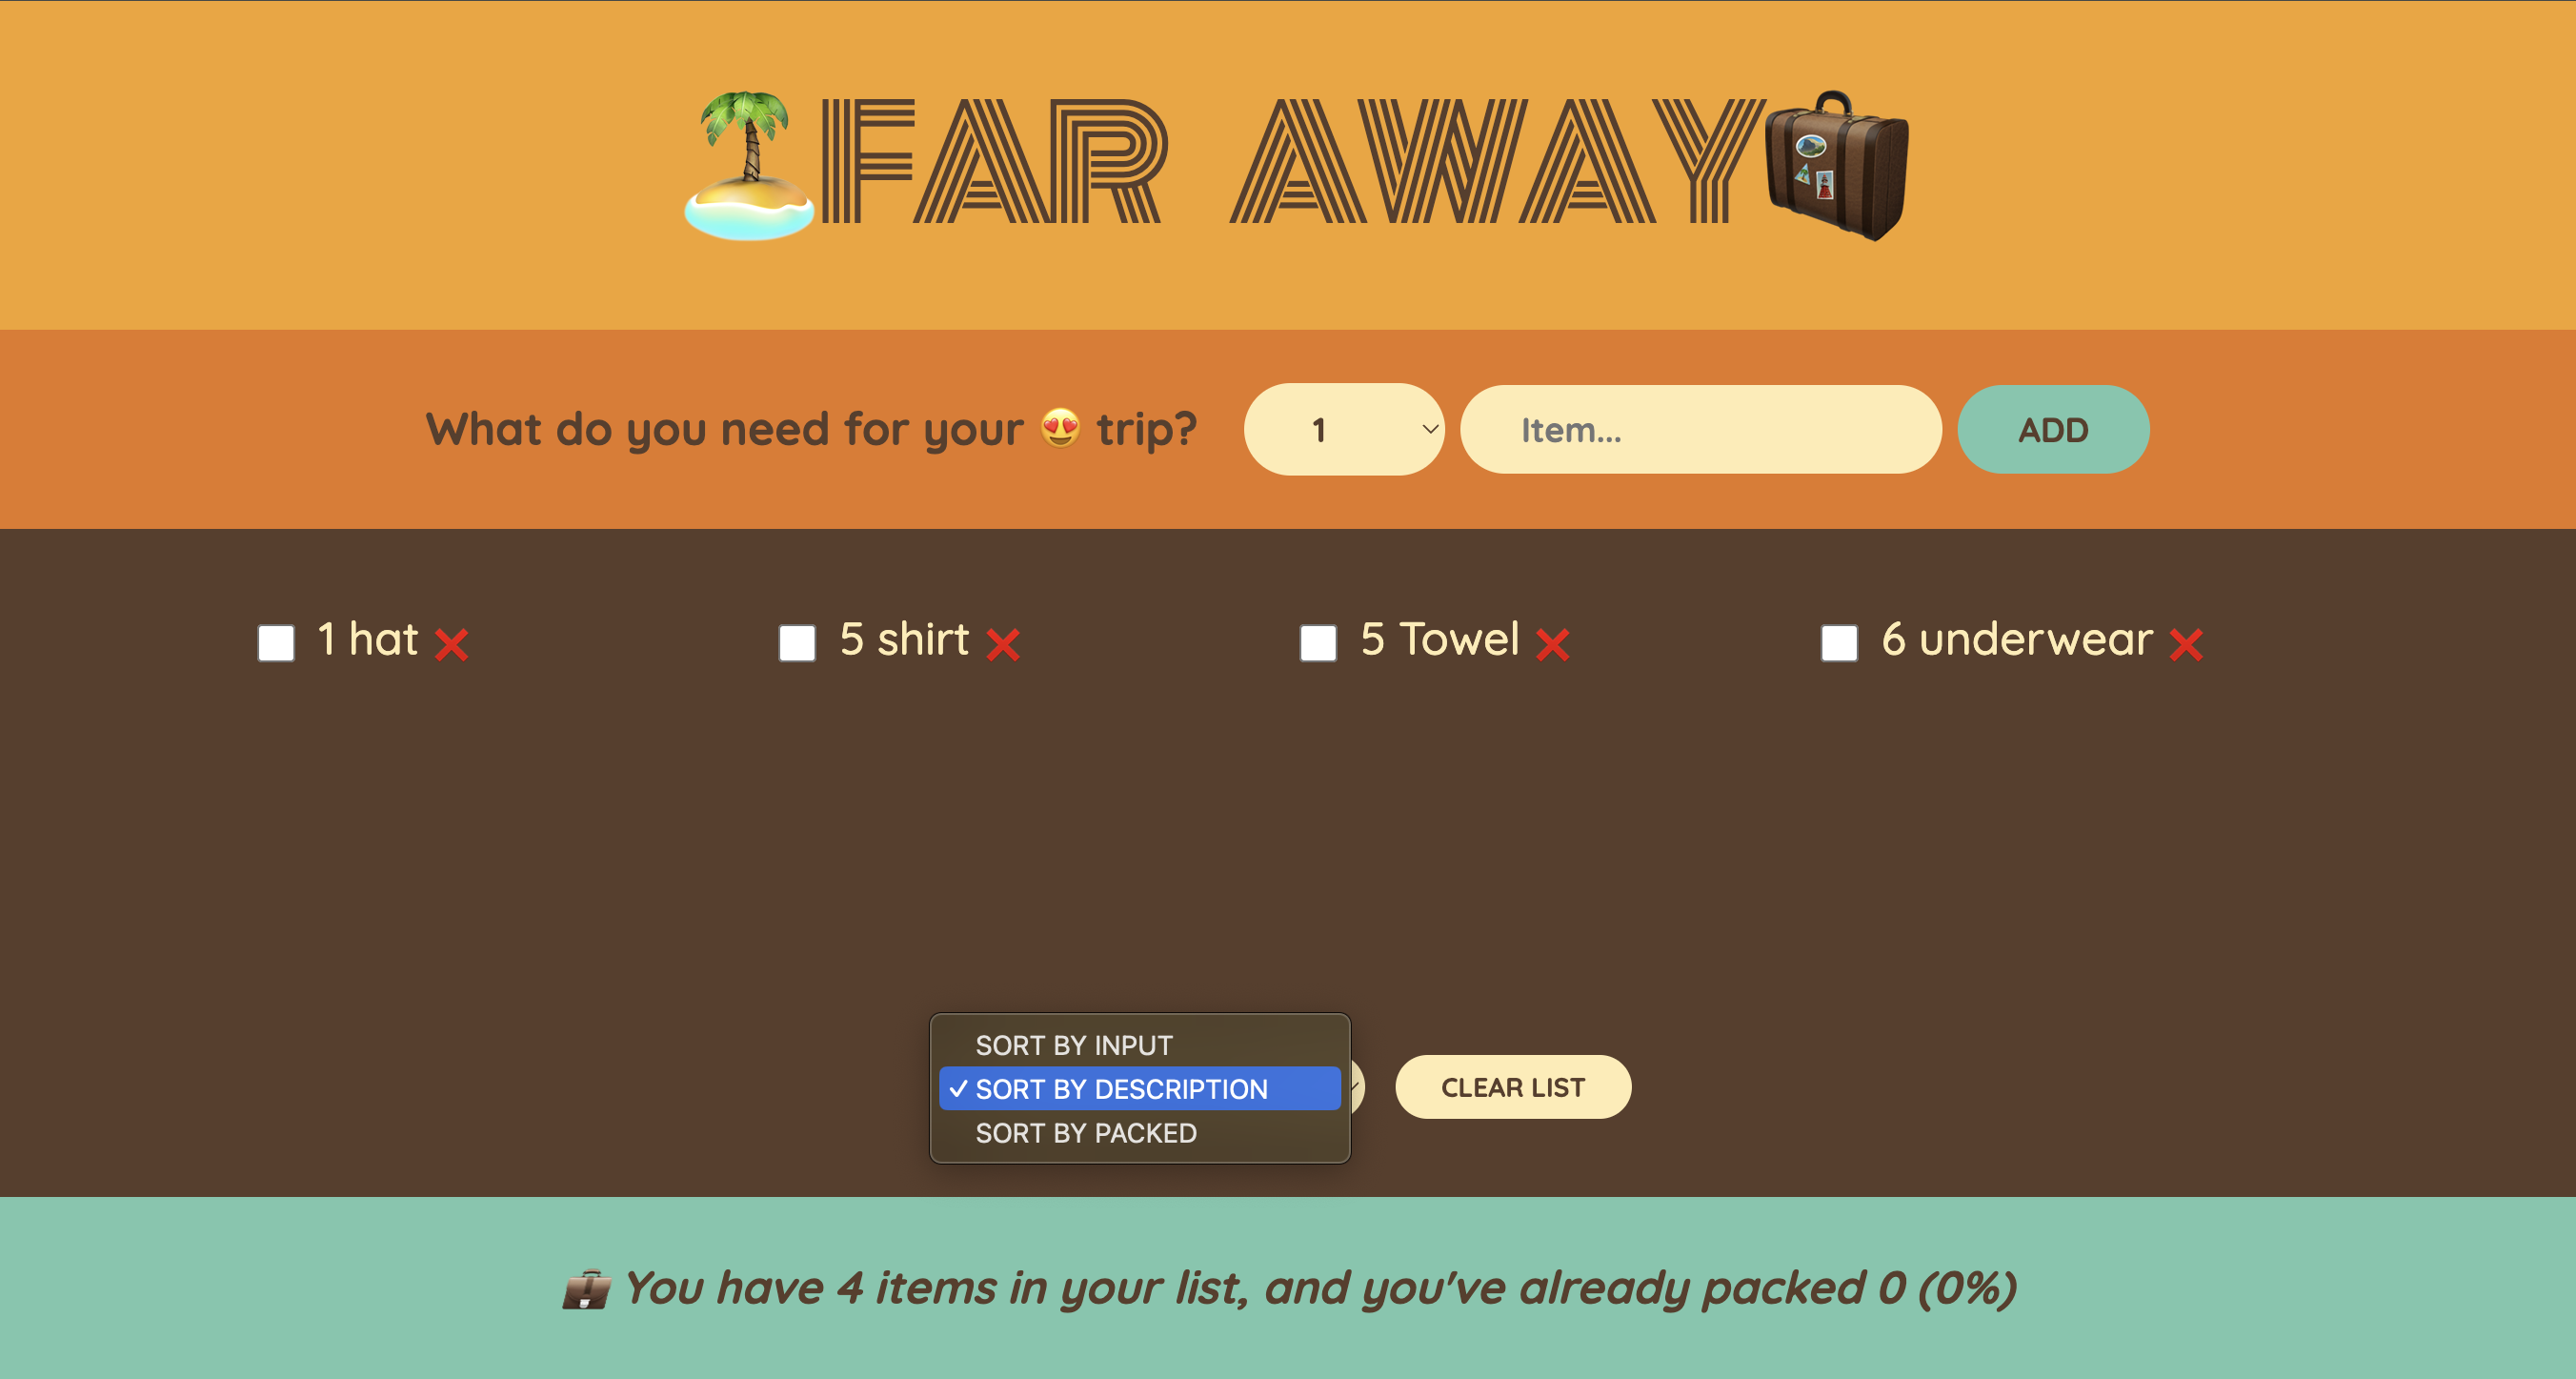 FAR AWAY
What do you need for your 😍 trip?
1
Item...
ADD
1 hat ❌
5 shirt ❌
5 Towel ❌
6 underwear ❌
SORT BY INPUT
✓ SORT BY DESCRIPTION
SORT BY PACKED
CLEAR LIST
💼 You have 4 items in your list, and you've already packed 0 (0%)